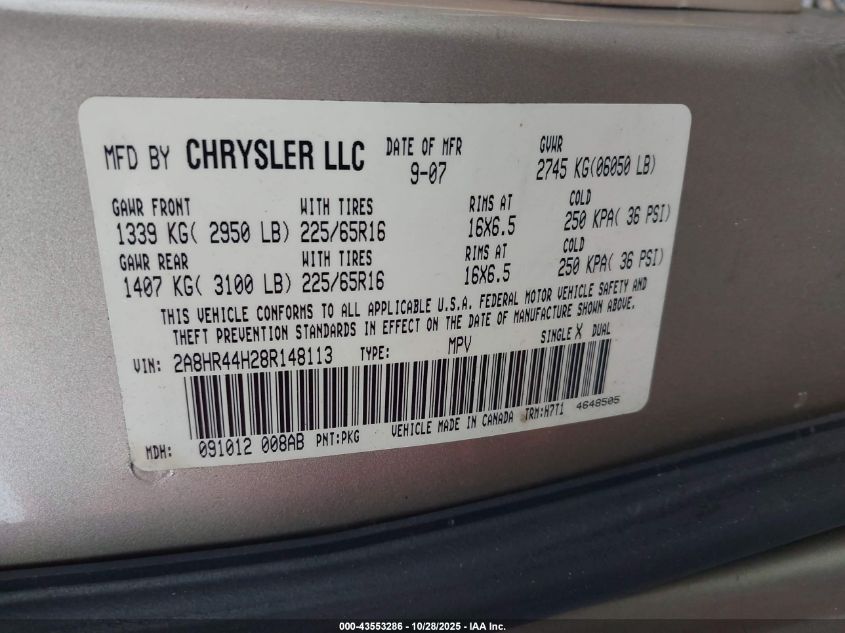 MFD BY CHRYSLER LLC DATE OF MFR 9-07 GVWR 2745 KG(06050 LB)
GAWR FRONT WITH TIRES RIMS AT COLD
1339 KG( 2950 LB) 225/65R16 16X6.5 250 KPA( 36 PSI)
GAWR REAR WITH TIRES RIMS AT COLD
1407 KG( 3100 LB) 225/65R16 16X6.5 250 KPA( 36 PSI)
THIS VEHICLE CONFORMS TO ALL APPLICABLE U.S.A. FEDERAL MOTOR VEHICLE SAFETY AND
THEFT PREVENTION STANDARDS IN EFFECT ON THE DATE OF MANUFACTURE SHOWN ABOVE.
VIN: 2A8HR44H28R148113 TYPE: MPV SINGLE X DUAL
MDH: 091012 008AB PNT:PKG VEHICLE MADE IN CANADA TRM:H7T1 4648505
000-43553286 - 10/28/2025 - IAA Inc.